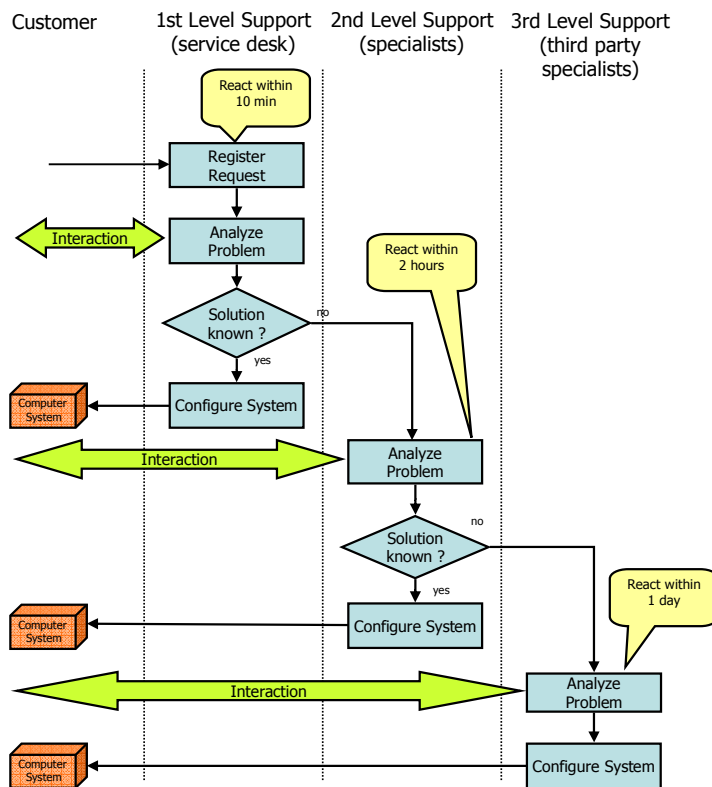 Customer
1st Level Support
(service desk)
2nd Level Support
(specialists)
3rd Level Support
(third party
specialists)
React within
10 min
Register
Request
Interaction
Analyze
Problem
React within
2 hours
Solution
known ?
no
yes
Computer
System
Configure System
Interaction
Analyze
Problem
Solution
known ?
no
yes
React within
1 day
Computer
System
Configure System
Interaction
Analyze
Problem
Computer
System
Configure System